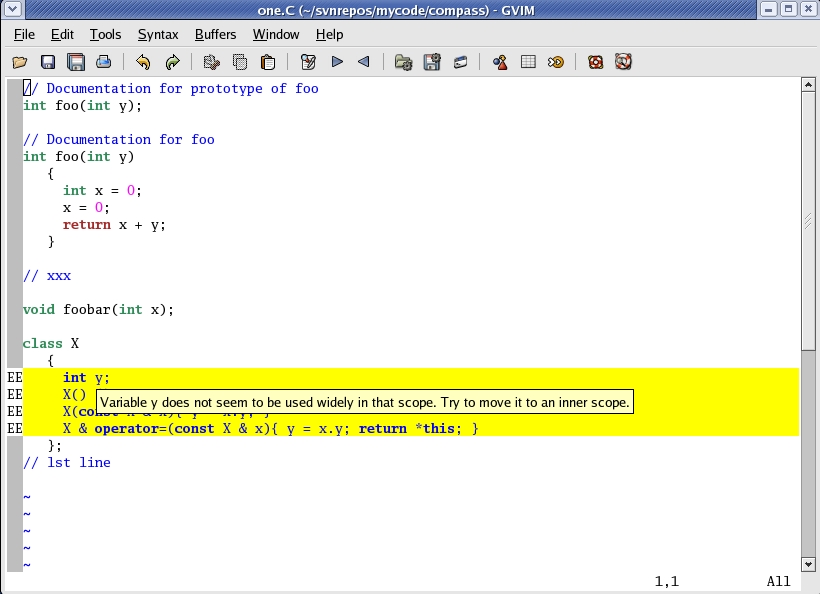 one.C (~/svnrepos/mycode/compass) - GVIM
File Edit Tools Syntax Buffers Window Help
// Documentation for prototype of foo
int foo(int y);
// Documentation for foo
int foo(int y)
{
int x = 0;
x = 0;
return x + y;
}
// xxx
void foobar(int x);
class X
{
EE int y;
EE X()
Variable y does not seem to be used widely in that scope. Try to move it to an inner scope.
EE X(const X & x){ y = x.y; }
EE X & operator=(const X & x){ y = x.y; return *this; }
};
// lst line
~
~
~
~
~
1,1 All